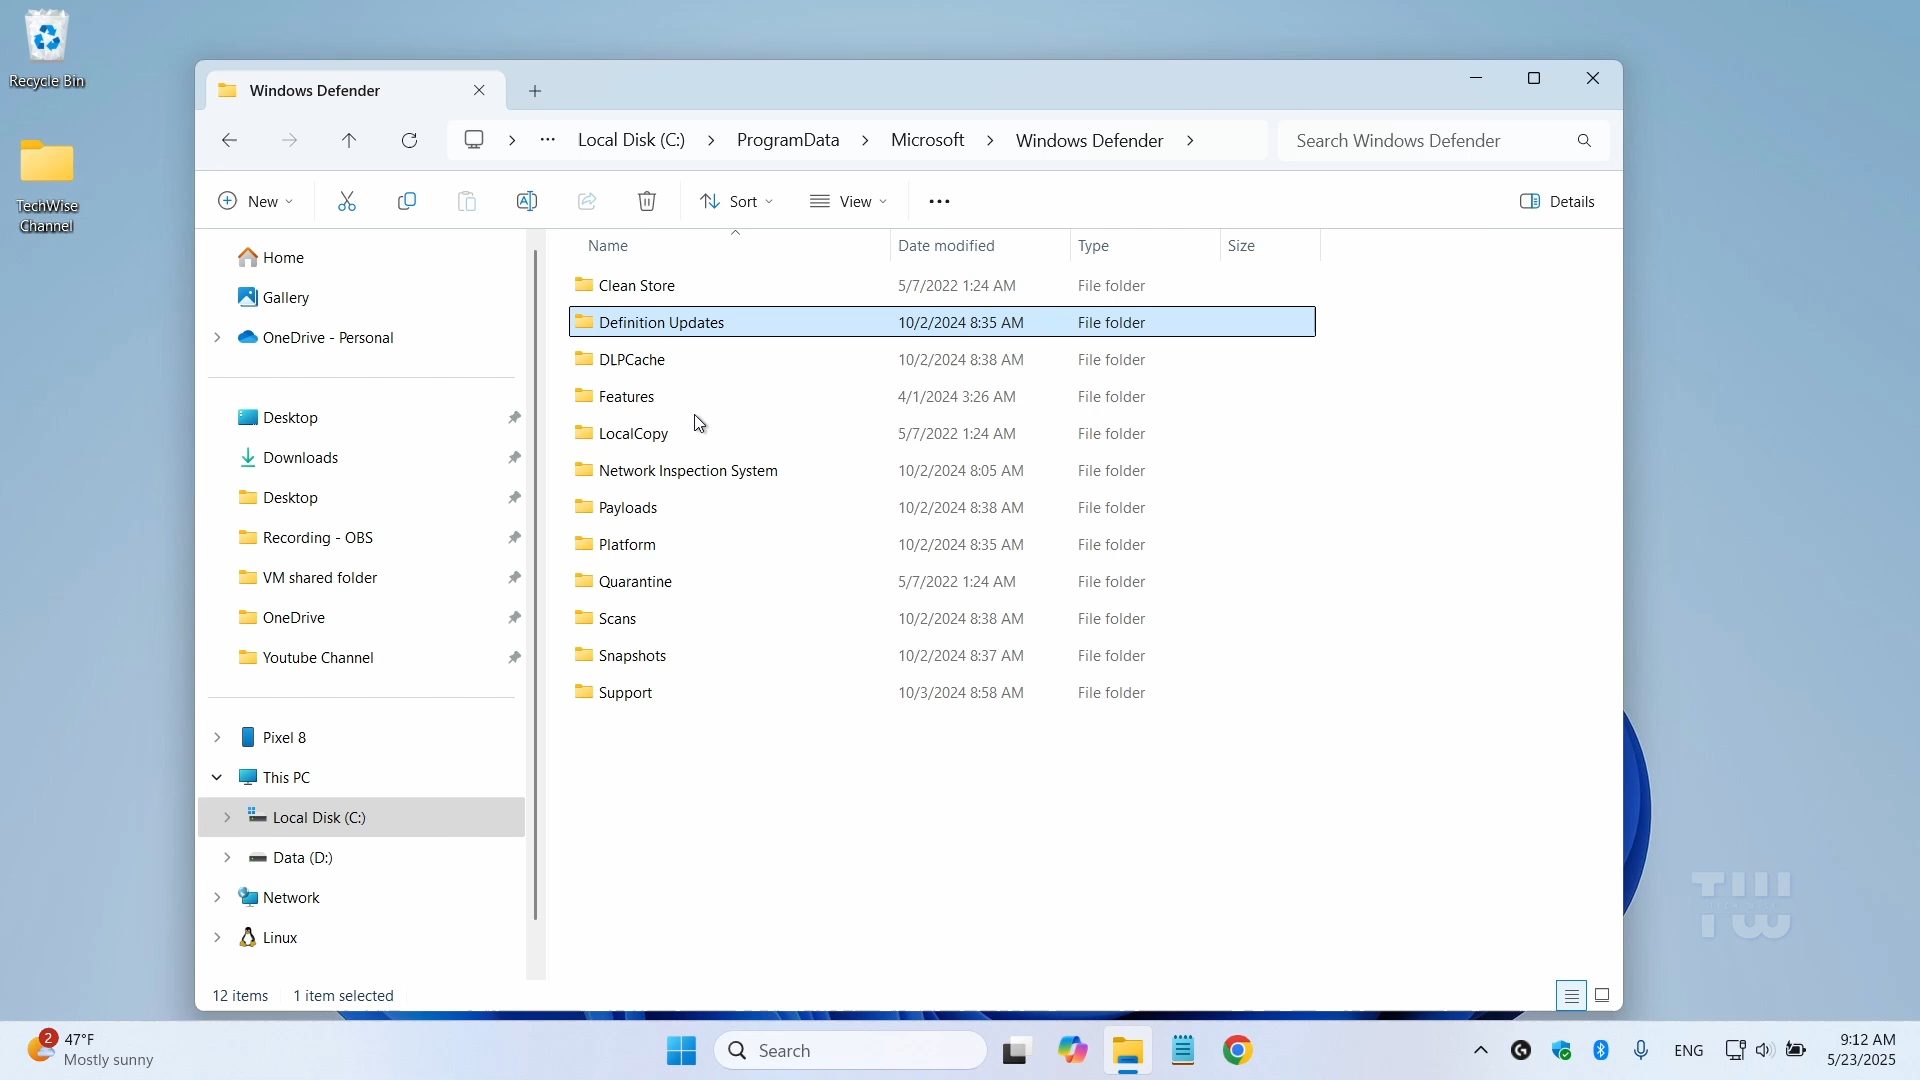 Recycle Bin
TechWise
Channel
Windows Defender
Local Disk (C:)
ProgramData
Microsoft
Windows Defender
Search Windows Defender
New
Sort
View
Details
Home
Gallery
OneDrive - Personal
Desktop
Downloads
Desktop
Recording - OBS
VM shared folder
OneDrive
Youtube Channel
Pixel 8
This PC
Local Disk (C:)
Data (D:)
Network
Linux
Name Date modified Type Size
Clean Store 5/7/2022 1:24 AM File folder
Definition Updates 10/2/2024 8:35 AM File folder
DLPCache 10/2/2024 8:38 AM File folder
Features 4/1/2024 3:26 AM File folder
LocalCopy 5/7/2022 1:24 AM File folder
Network Inspection System 10/2/2024 8:05 AM File folder
Payloads 10/2/2024 8:38 AM File folder
Platform 10/2/2024 8:35 AM File folder
Quarantine 5/7/2022 1:24 AM File folder
Scans 10/2/2024 8:38 AM File folder
Snapshots 10/2/2024 8:37 AM File folder
Support 10/3/2024 8:58 AM File folder
12 items 1 item selected
TW
2
47°F
Mostly sunny
Search
ENG
9:12 AM
5/23/2025